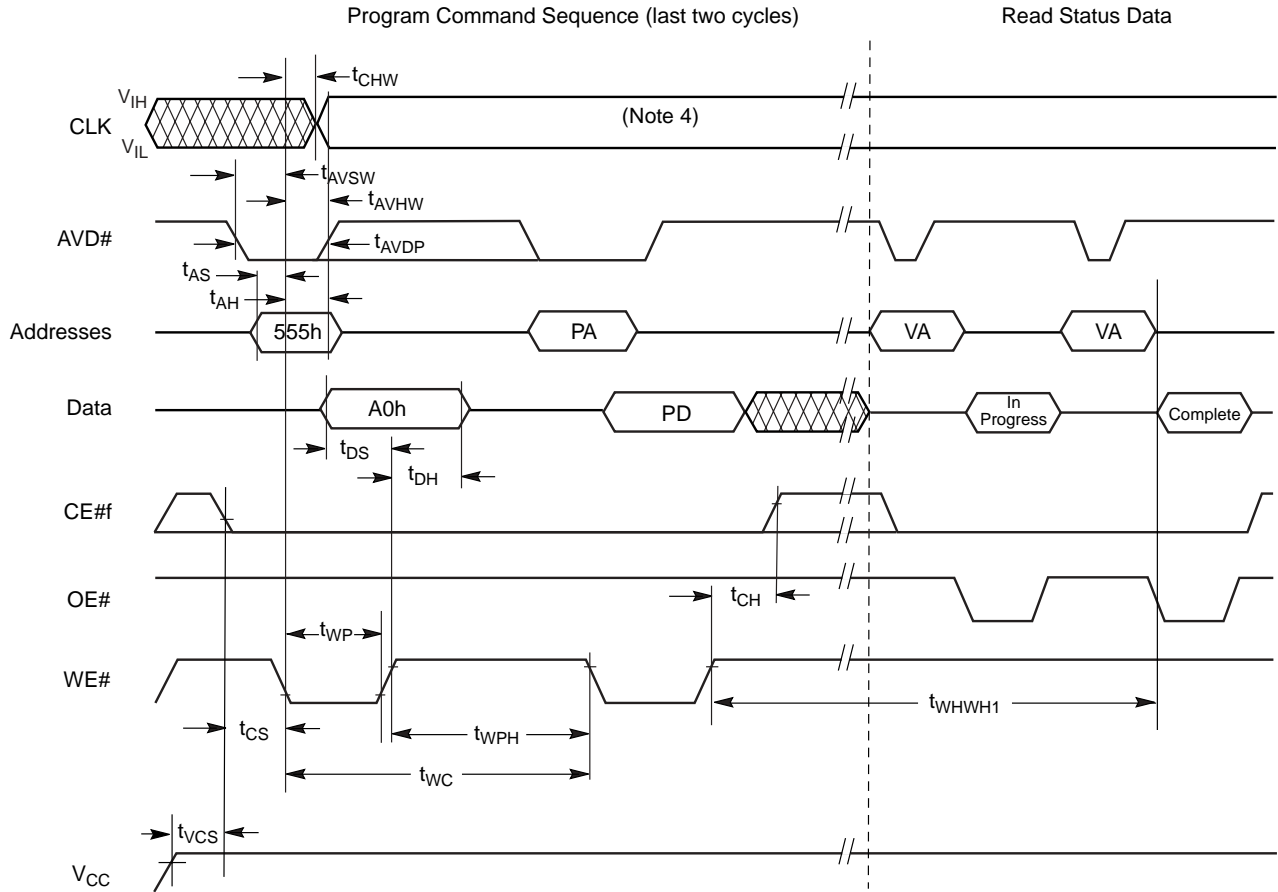 Program Command Sequence (last two cycles) Read Status Data
tCHW
VIH
CLK
(Note 4)
VIL
tAVSW
tAVHW
AVD#
tAVDP
tAS
tAH
Addresses 555h PA VA VA
Data A0h PD In Progress Complete
tDS
tDH
CE#f
OE#
tCH
tWP
WE#
tWHWH1
tCS
tWPH
tWC
tVCS
VCC